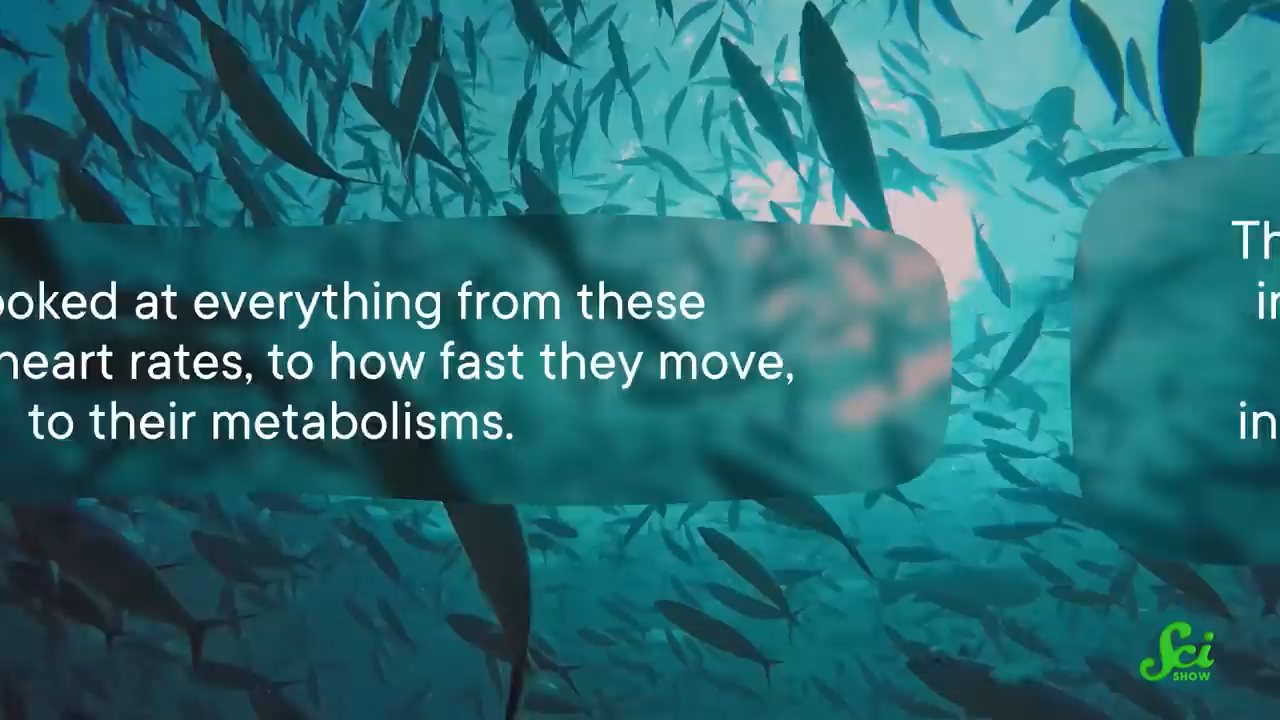 looked at everything from these
heart rates, to how fast they move,
to their metabolisms.
Th
in
in
Sci
SHOW